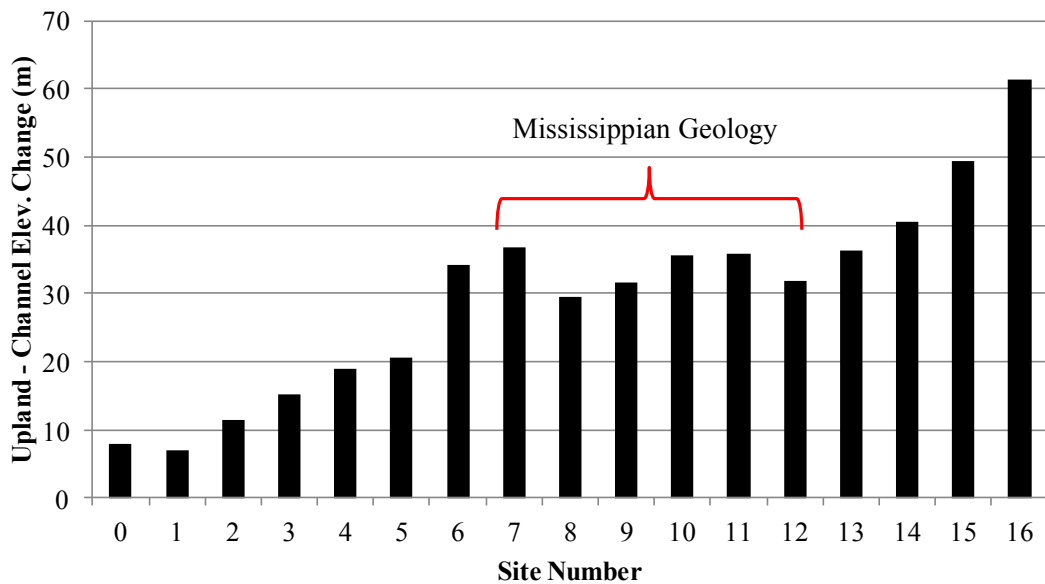 70
60
50
40
30
20
10
0
Upland - Channel Elev. Change (m)
Mississippian Geology
0 1 2 3 4 5 6 7 8 9 10 11 12 13 14 15 16
Site Number